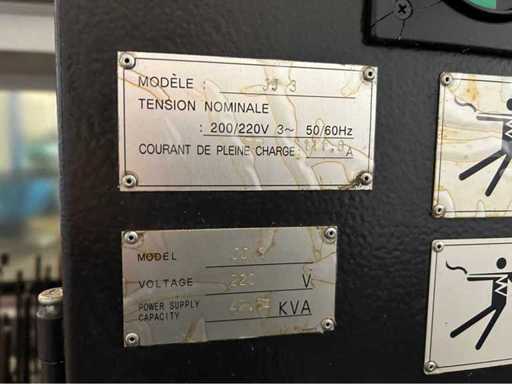 MODÈLE :
TENSION NOMINALE
: 200/220V 3~ 50/60Hz
COURANT DE PLEINE CHARGE: A
MODEL
VOLTAGE 220 V
POWER SUPPLY CAPACITY KVA